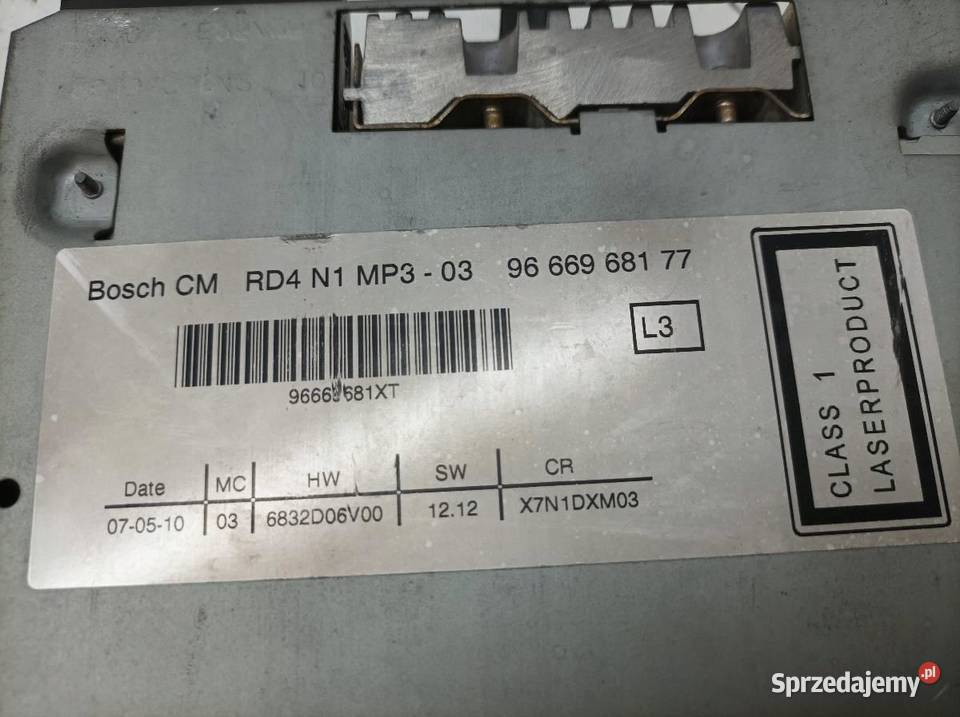 Bosch CM RD4 N1 MP3 - 03 96 669 681 77
L3
96669681XT
Date MC HW SW CR
07-05-10 03 6832D06V00 12.12 X7N1DXM03
CLASS 1
LASERPRODUCT
Sprzedajemy.pl